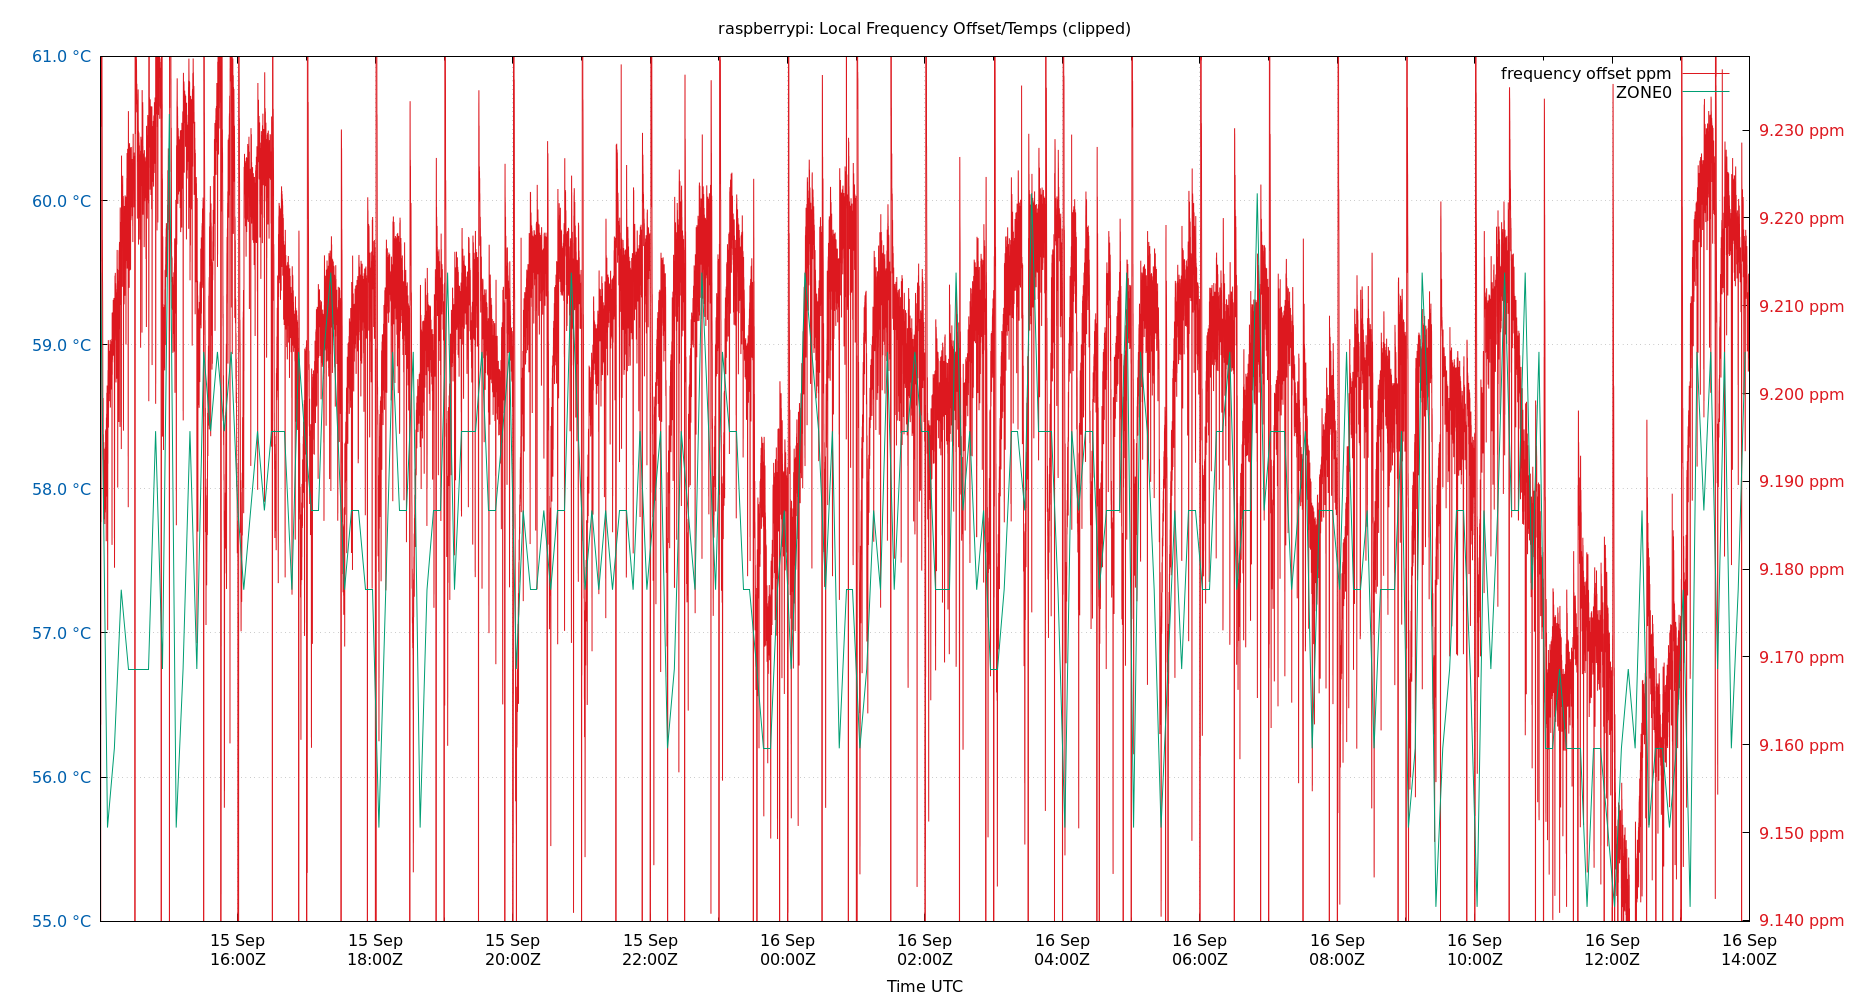 raspberrypi: Local Frequency Offset/Temps (clipped)
61.0 °C
60.0 °C
59.0 °C
58.0 °C
57.0 °C
56.0 °C
55.0 °C
frequency offset ppm
ZONE0
9.230 ppm
9.220 ppm
9.210 ppm
9.200 ppm
9.190 ppm
9.180 ppm
9.170 ppm
9.160 ppm
9.150 ppm
9.140 ppm
15 Sep 15 Sep 15 Sep 15 Sep 16 Sep 16 Sep 16 Sep 16 Sep 16 Sep 16 Sep 16 Sep 16 Sep
16:00Z 18:00Z 20:00Z 22:00Z 00:00Z 02:00Z 04:00Z 06:00Z 08:00Z 10:00Z 12:00Z 14:00Z
Time UTC